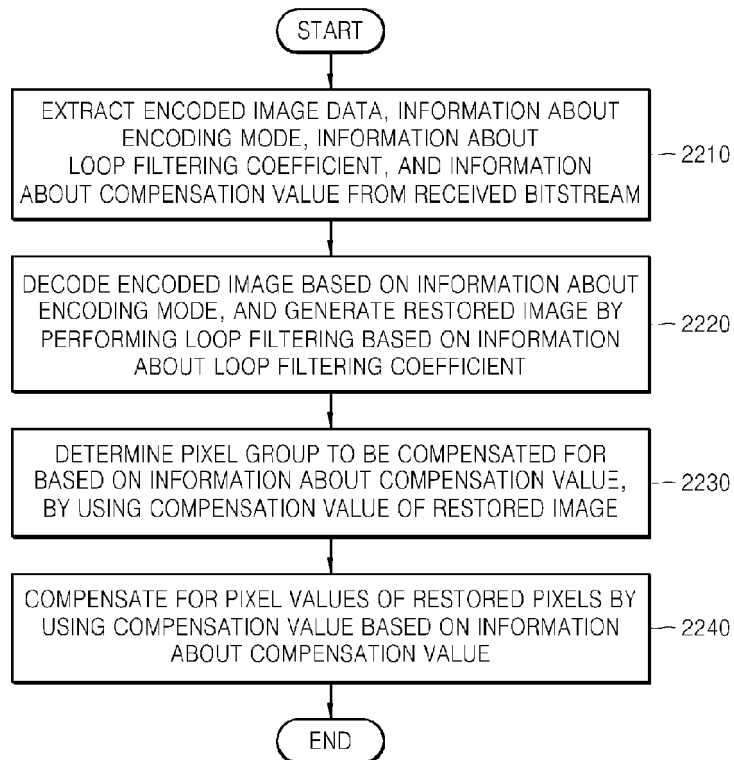 START
EXTRACT ENCODED IMAGE DATA, INFORMATION ABOUT
ENCODING MODE, INFORMATION ABOUT
LOOP FILTERING COEFFICIENT, AND INFORMATION
ABOUT COMPENSATION VALUE FROM RECEIVED BITSTREAM
2210
DECODE ENCODED IMAGE BASED ON INFORMATION ABOUT
ENCODING MODE, AND GENERATE RESTORED IMAGE BY
PERFORMING LOOP FILTERING BASED ON INFORMATION
ABOUT LOOP FILTERING COEFFICIENT
2220
DETERMINE PIXEL GROUP TO BE COMPENSATED FOR
BASED ON INFORMATION ABOUT COMPENSATION VALUE,
BY USING COMPENSATION VALUE OF RESTORED IMAGE
2230
COMPENSATE FOR PIXEL VALUES OF RESTORED PIXELS BY
USING COMPENSATION VALUE BASED ON INFORMATION
ABOUT COMPENSATION VALUE
2240
END